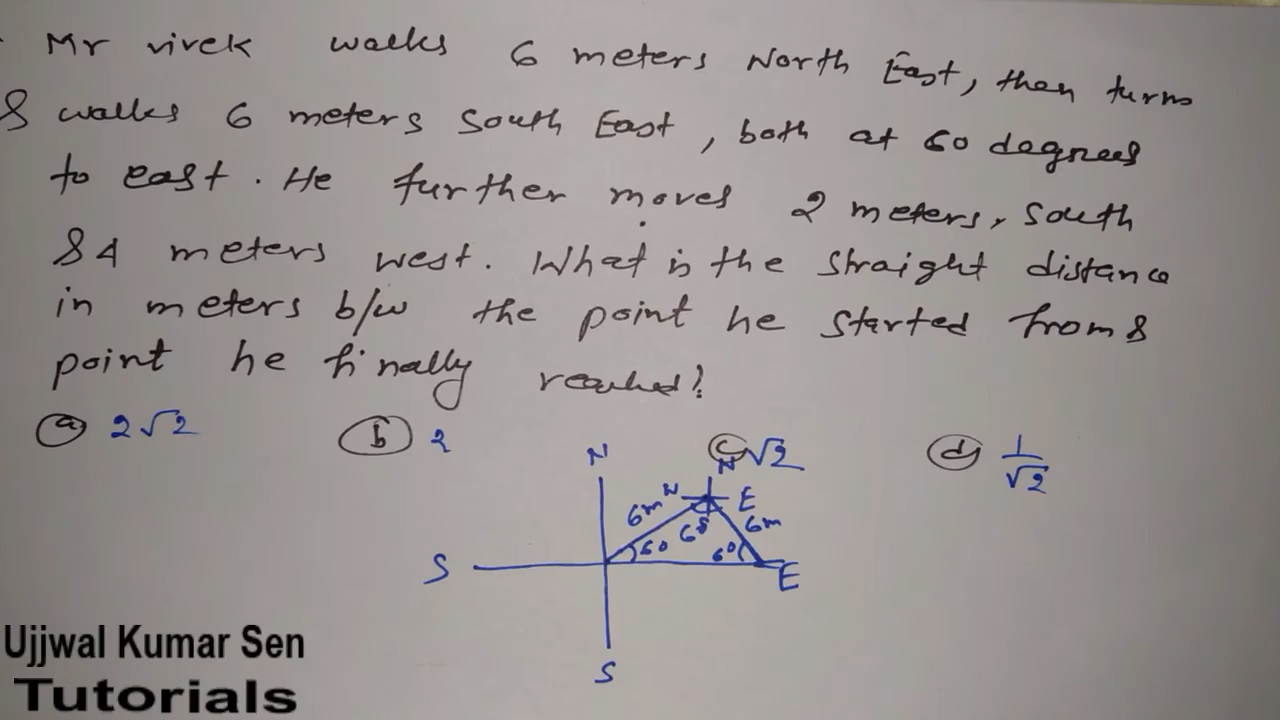 Mr vivek walks 6 meters North East, then turns
& walks 6 meters South East, both at 60 degrees
to east. He further moves 2 meters, South
& 4 meters west. What is the straight distance
in meters b/w the point he started from &
point he finally reached?
(a) 2√2 (b) 2 (c) √2 (d) 1/√2
N
N
6m W E
60 6m
S 60 60 E
S
Ujjwal Kumar Sen
Tutorials